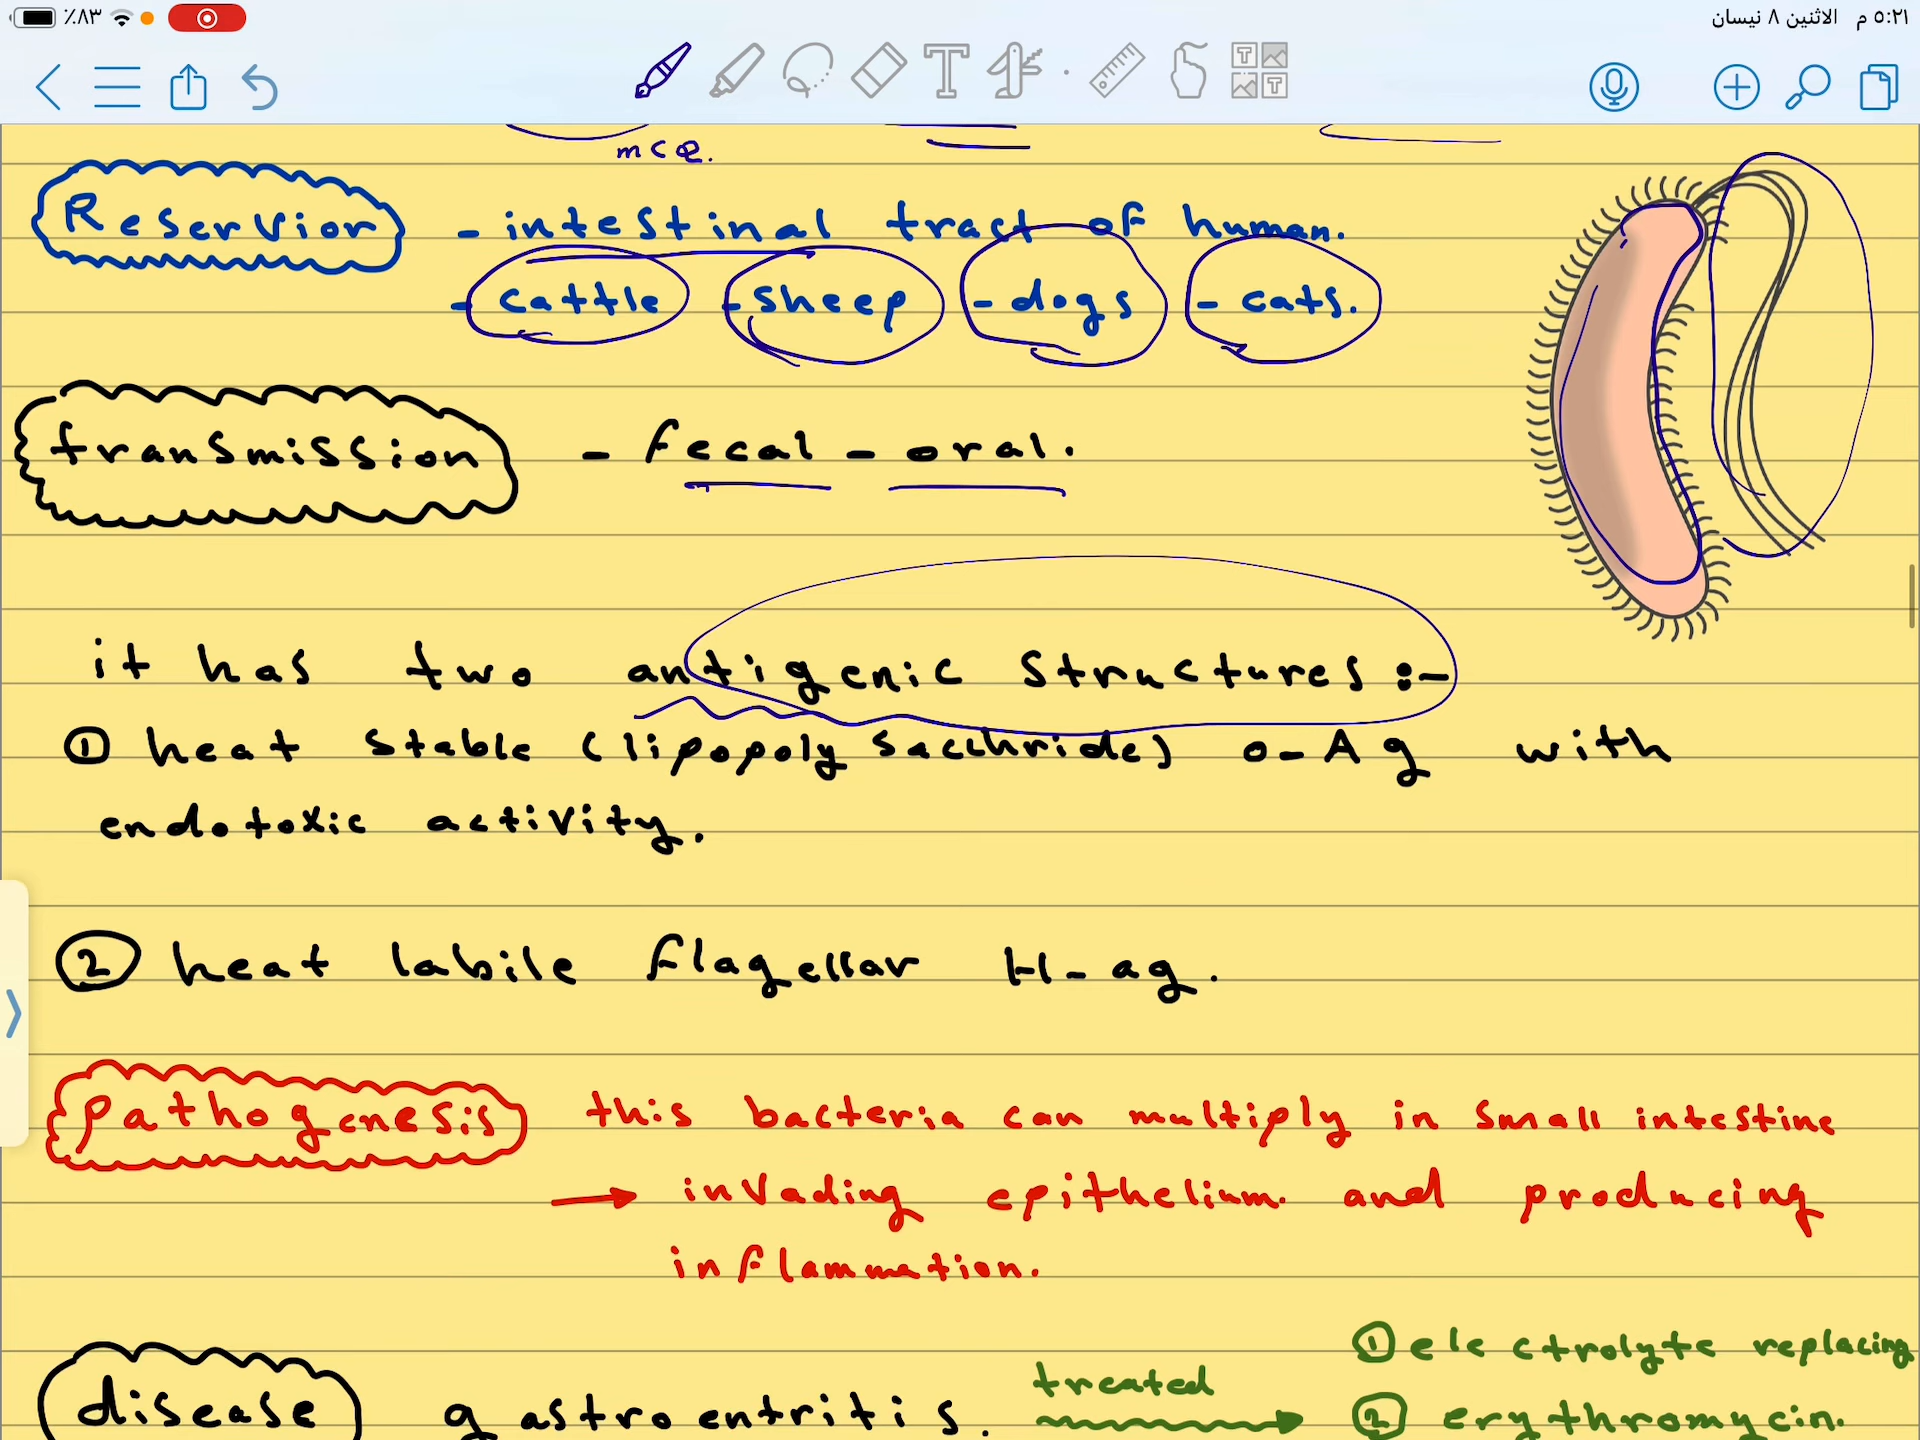 ٪٨٣
٥:٢١ م الاثنين ٨ نيسان
mcq.
Reservior - intestinal tract of human.
- cattle - sheep - dogs - cats.
transmission - fecal - oral.
it has two antigenic structures :-
① heat stable (lipopoly sacchride) o-Ag with
endotoxic activity.
② heat labile flagellar H-ag.
Pathogenesis this bacteria can multiply in small intestine
→ invading epithelium. and producing
inflammation.
① electrolyte replacing
disease gastroentritis. treated ② erythromycin.